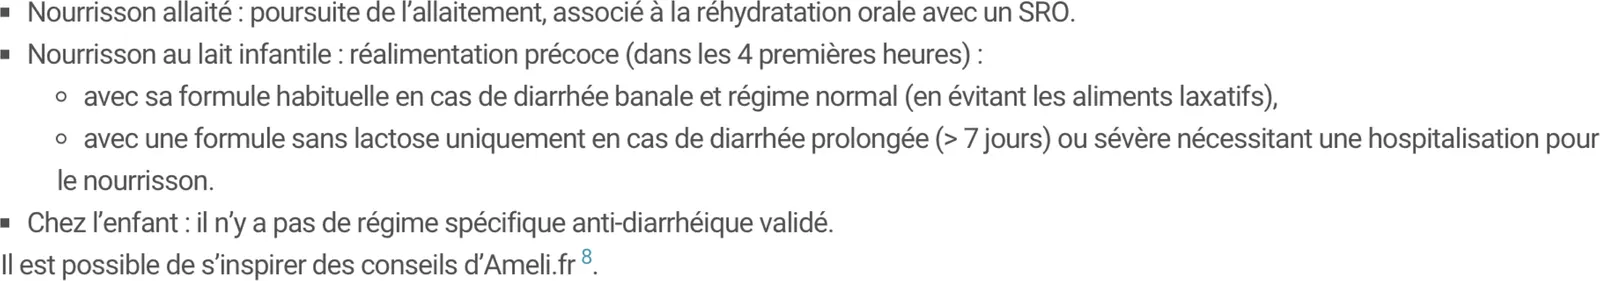 ▪ Nourrisson allaité : poursuite de l’allaitement, associé à la réhydratation orale avec un SRO.
▪ Nourrisson au lait infantile : réalimentation précoce (dans les 4 premières heures) :
○ avec sa formule habituelle en cas de diarrhée banale et régime normal (en évitant les aliments laxatifs),
○ avec une formule sans lactose uniquement en cas de diarrhée prolongée (> 7 jours) ou sévère nécessitant une hospitalisation pour
le nourrisson.
▪ Chez l’enfant : il n’y a pas de régime spécifique anti-diarrhéique validé.
Il est possible de s’inspirer des conseils d’Ameli.fr 8.